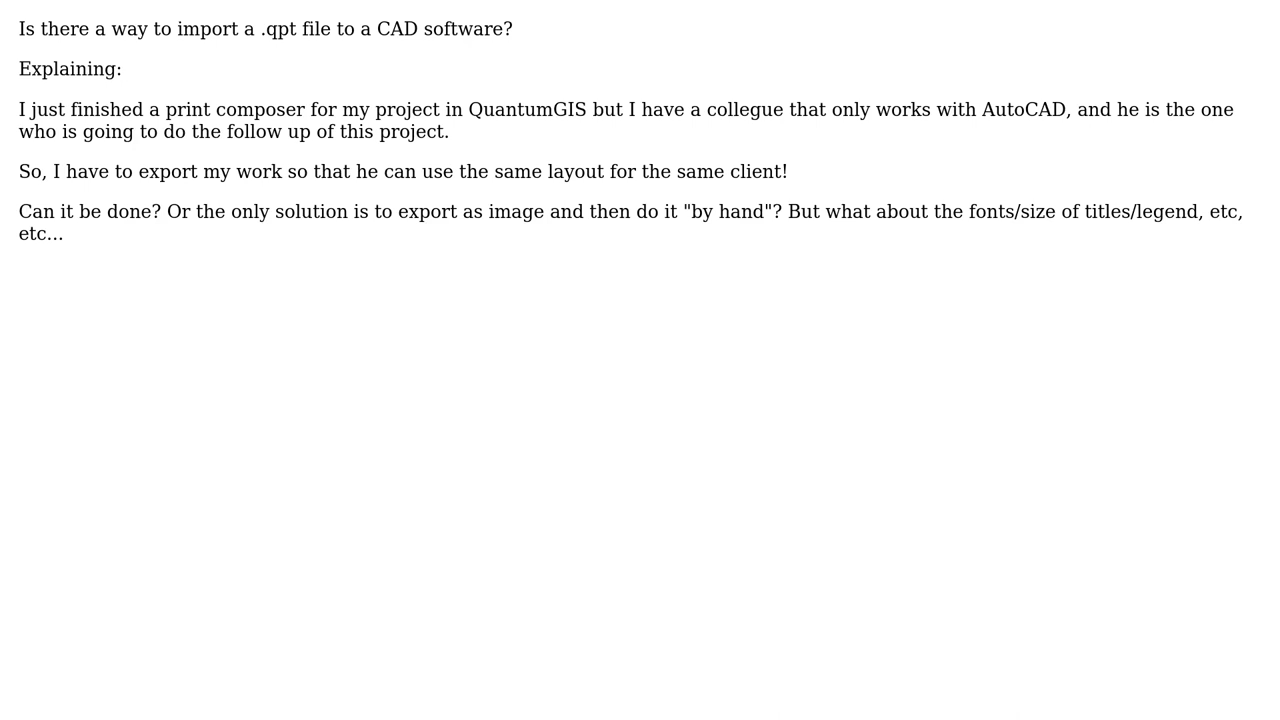 Is there a way to import a .qpt file to a CAD software?
Explaining:
I just finished a print composer for my project in QuantumGIS but I have a collegue that only works with AutoCAD, and he is the one
who is going to do the follow up of this project.
So, I have to export my work so that he can use the same layout for the same client!
Can it be done? Or the only solution is to export as image and then do it "by hand"? But what about the fonts/size of titles/legend, etc,
etc...